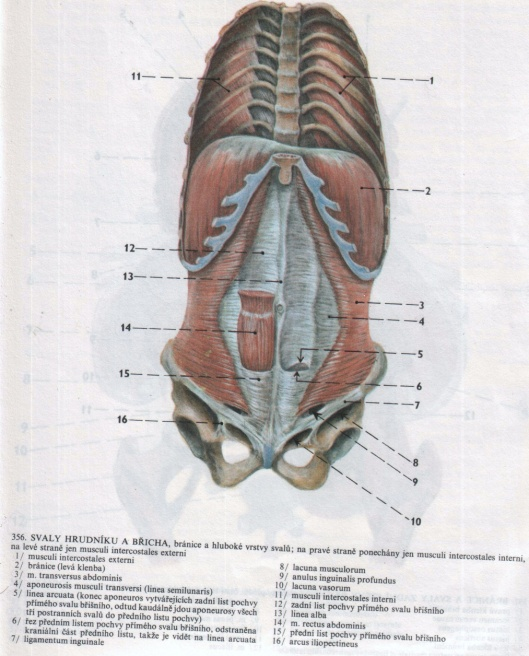 11
1
2
12
13
3
4
14
5
15
6
7
16
8
9
10
356. SVALY HRUDNÍKU A BŘICHA, bránice a hluboké vrstvy svalů; na pravé straně ponechány jen musculi intercostales interni,
na levé straně jen musculi intercostales externi
1/ musculi intercostales externi
2/ bránice (levá klenba)
3/ m. transversus abdominis
4/ aponeurosis musculi transversi (linea semilunaris)
5/ linea arcuata (konec aponeuros vytvářejících zadní list pochvy
přímého svalu břišního, odtud kaudálně jdou aponeurosy všech
tří postranních svalů do předního listu pochvy)
6/ řez předním listem pochvy přímého svalu břišního, odstraněna
kraniální část předního listu, takže je vidět na linea arcuata
7/ ligamentum inguinale
8/ lacuna musculorum
9/ anulus inguinalis profundus
10/ lacuna vasorum
11/ musculi intercostales interni
12/ zadní list pochvy přímého svalu břišního
13/ linea alba
14/ m. rectus abdominis
15/ přední list pochvy přímého svalu břišního
16/ arcus iliopectineus